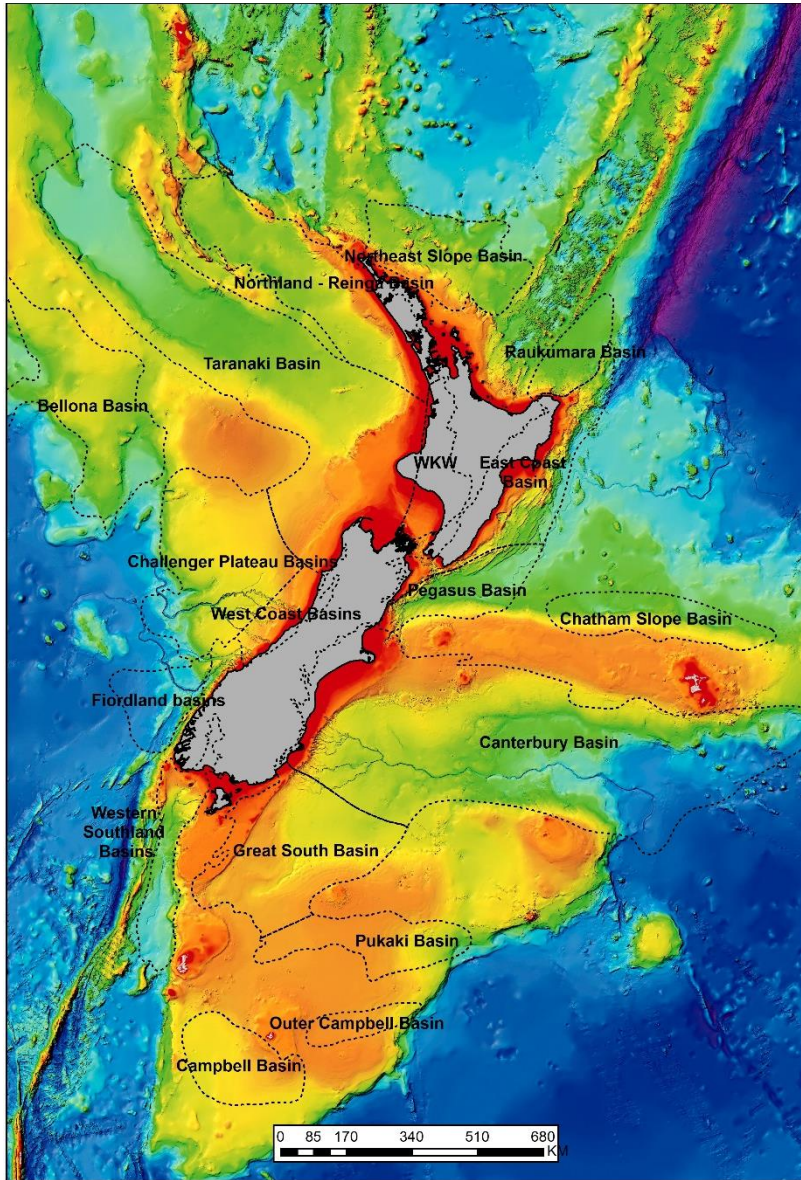 Northeast Slope Basin
Northland - Reinga Basin
Raukumara Basin
Taranaki Basin
Bellona Basin
WKW
East Coast
Basin
Challenger Plateau Basins
Pegasus Basin
West Coast Basins
Chatham Slope Basin
Fiordland basins
Canterbury Basin
Western
Southland
Basins
Great South Basin
Pukaki Basin
Outer Campbell Basin
Campbell Basin
0 85 170 340 510 680
KM